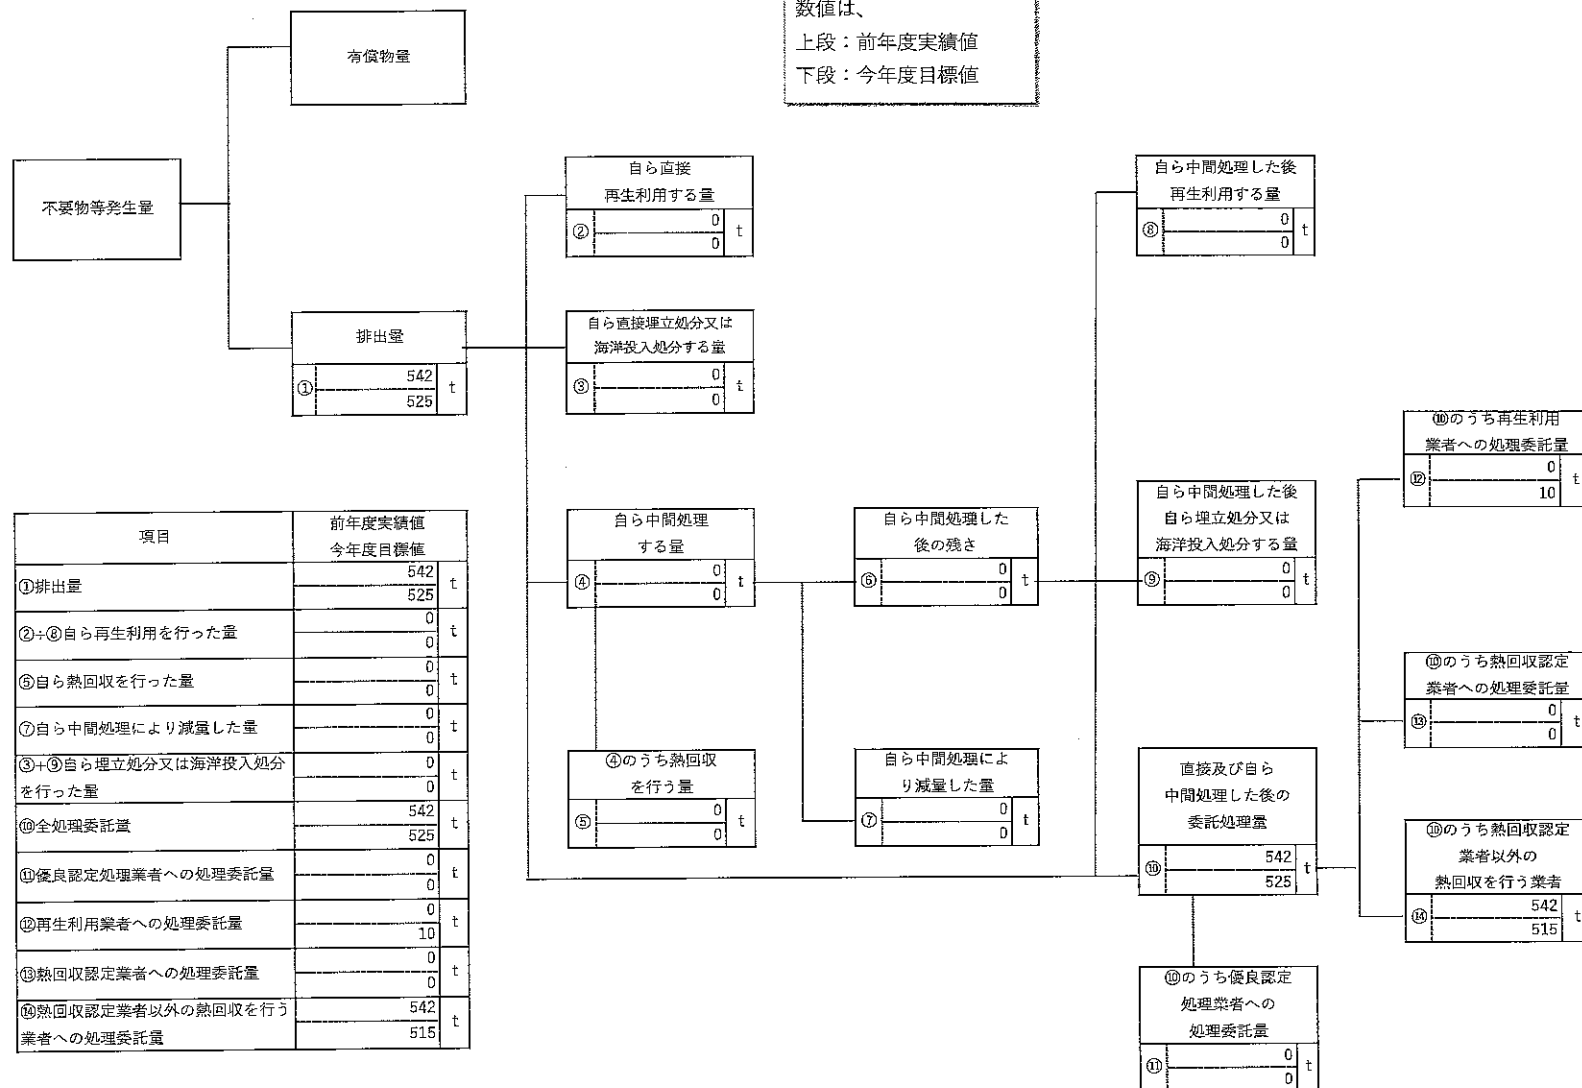 数値は、
上段：前年度実績値
下段：今年度目標値
有償物量
不要物等発生量
排出量
① 542 t
525
自ら直接
再生利用する量
② 0 t
0
自ら直接埋立処分又は
海洋投入処分する量
③ 0 t
0
自ら中間処理
する量
④ 0 t
0
④のうち熱回収
を行う量
⑤ 0 t
0
自ら中間処理した
後の残さ
⑥ 0 t
0
自ら中間処理によ
り減量した量
⑦ 0 t
0
自ら中間処理した後
再生利用する量
⑧ 0 t
0
自ら中間処理した後
自ら埋立処分又は
海洋投入処分する量
⑨ 0 t
0
直接及び自ら
中間処理した後の
委託処理量
⑩ 542 t
525
⑩のうち優良認定
処理業者への
処理委託量
⑪ 0 t
0
⑩のうち再生利用
業者への処理委託量
⑫ 0 t
10
⑩のうち熱回収認定
業者への処理委託量
⑬ 0 t
0
⑩のうち熱回収認定
業者以外の
熱回収を行う業者
⑭ 542 t
515
項目 前年度実績値
今年度目標値
①排出量 542 t
525
②÷⑧自ら再生利用を行った量 0 t
0
⑤自ら熱回収を行った量 0 t
0
⑦自ら中間処理により減量した量 0 t
0
③+⑨自ら埋立処分又は海洋投入処分 0 t
を行った量 0
⑩全処理委託量 542 t
525
⑪優良認定処理業者への処理委託量 0 t
0
⑫再生利用業者への処理委託量 0 t
10
⑬熱回収認定業者への処理委託量 0 t
0
⑭熱回収認定業者以外の熱回収を行う 542 t
業者への処理委託量 515